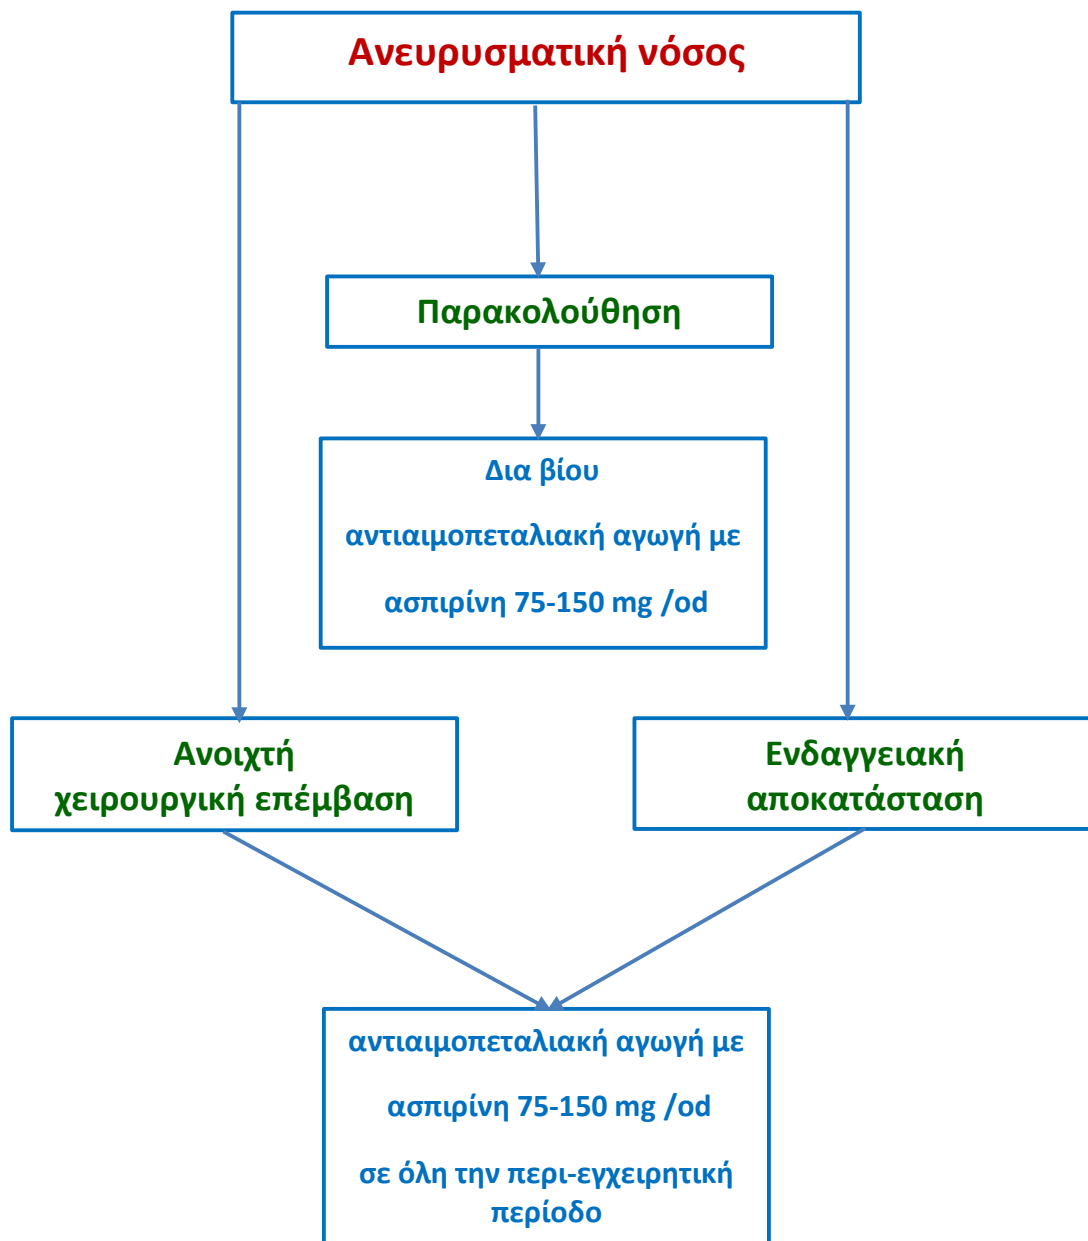 Ανευρυσματική νόσος
Παρακολούθηση
Δια βίου
αντιαιμοπεταλιακή αγωγή με
ασπιρίνη 75-150 mg /od
Ανοιχτή
χειρουργική επέμβαση
Ενδαγγειακή
αποκατάσταση
αντιαιμοπεταλιακή αγωγή με
ασπιρίνη 75-150 mg /od
σε όλη την περι-εγχειρητική
περίοδο